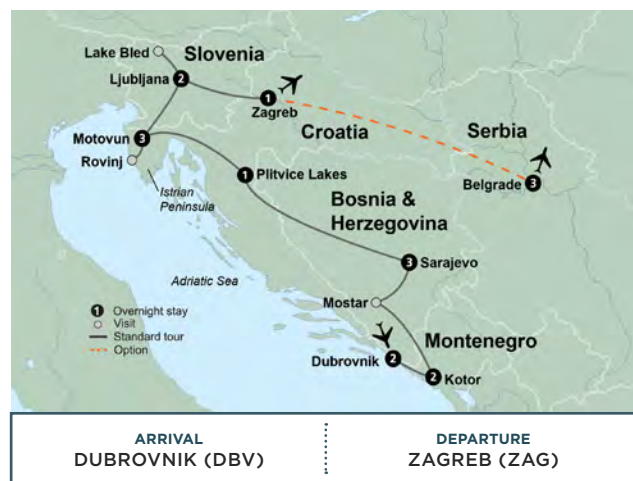 Lake Bled
Slovenia
Ljubljana
2
1
Zagreb
Croatia
Serbia
Motovun
3
Rovinj
Istrian
Peninsula
1
Plitvice Lakes
Belgrade
3
Bosnia &
Herzegovina
Adriatic Sea
3
Sarajevo
Mostar
1
Overnight stay
Visit
Standard tour
Option
Montenegro
Dubrovnik
2
2
Kotor
ARRIVAL
DUBROVNIK (DBV)
DEPARTURE
ZAGREB (ZAG)